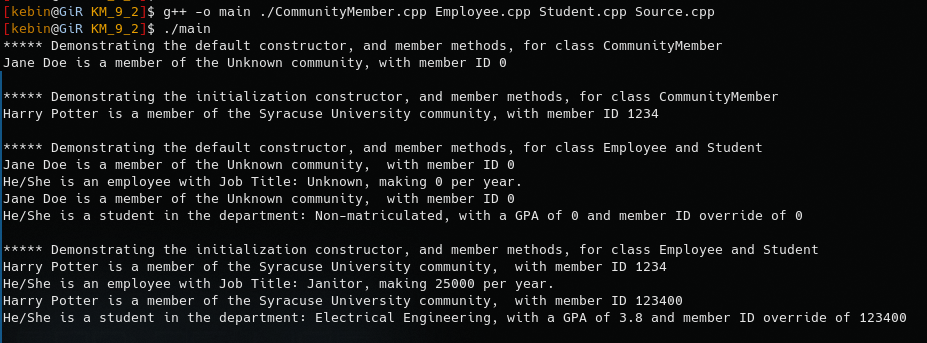 [kebin@GiR KM_9_2]$ g++ -o main ./CommunityMember.cpp Employee.cpp Student.cpp Source.cpp
[kebin@GiR KM_9_2]$ ./main
***** Demonstrating the default constructor, and member methods, for class CommunityMember
Jane Doe is a member of the Unknown community, with member ID 0
***** Demonstrating the initialization constructor, and member methods, for class CommunityMember
Harry Potter is a member of the Syracuse University community, with member ID 1234
***** Demonstrating the default constructor, and member methods, for class Employee and Student
Jane Doe is a member of the Unknown community,  with member ID 0
He/She is an employee with Job Title: Unknown, making 0 per year.
Jane Doe is a member of the Unknown community,  with member ID 0
He/She is a student in the department: Non-matriculated, with a GPA of 0 and member ID override of 0
***** Demonstrating the initialization constructor, and member methods, for class Employee and Student
Harry Potter is a member of the Syracuse University community,  with member ID 1234
He/She is an employee with Job Title: Janitor, making 25000 per year.
Harry Potter is a member of the Syracuse University community,  with member ID 123400
He/She is a student in the department: Electrical Engineering, with a GPA of 3.8 and member ID override of 123400